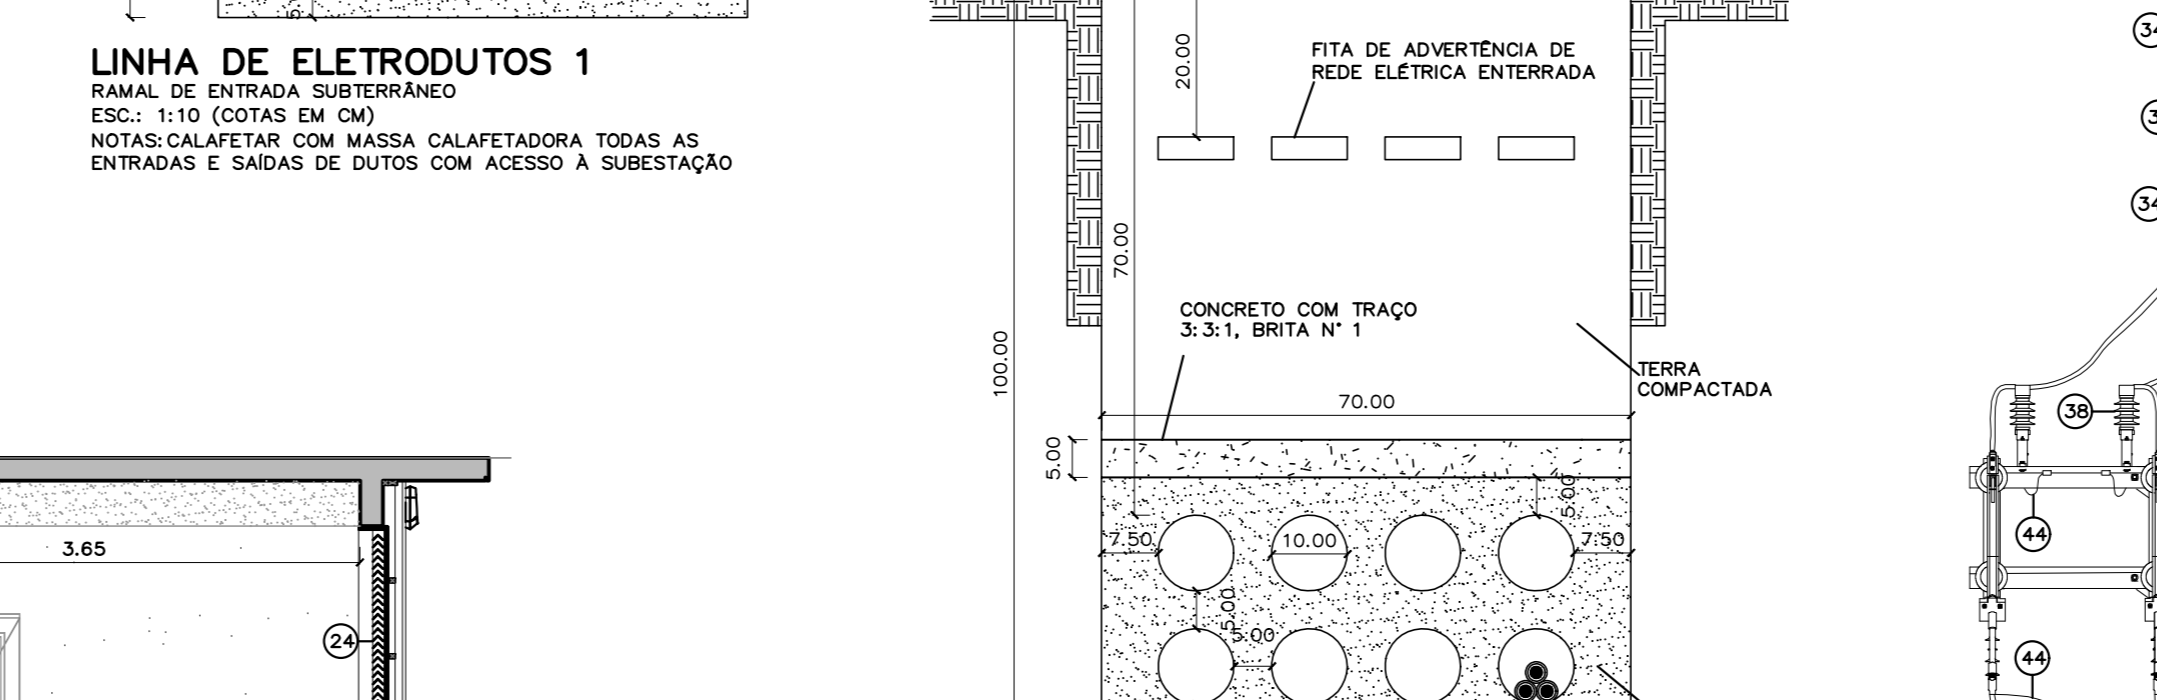 LINHA DE ELETRODUTOS 1
RAMAL DE ENTRADA SUBTERRÂNEO
ESC.: 1:10 (COTAS EM CM)
NOTAS: CALAFETAR COM MASSA CALAFETADORA TODAS AS
ENTRADAS E SAÍDAS DE DUTOS COM ACESSO À SUBESTAÇÃO
3.65
24
20.00
FITA DE ADVERTÊNCIA DE
REDE ELÉTRICA ENTERRADA
70.00
100.00
CONCRETO COM TRAÇO
3:3:1, BRITA N° 1
TERRA
COMPACTADA
70.00
5.00
5.00
7.50
10.00
7.50
5.00
5.00
34
34
38
44
44